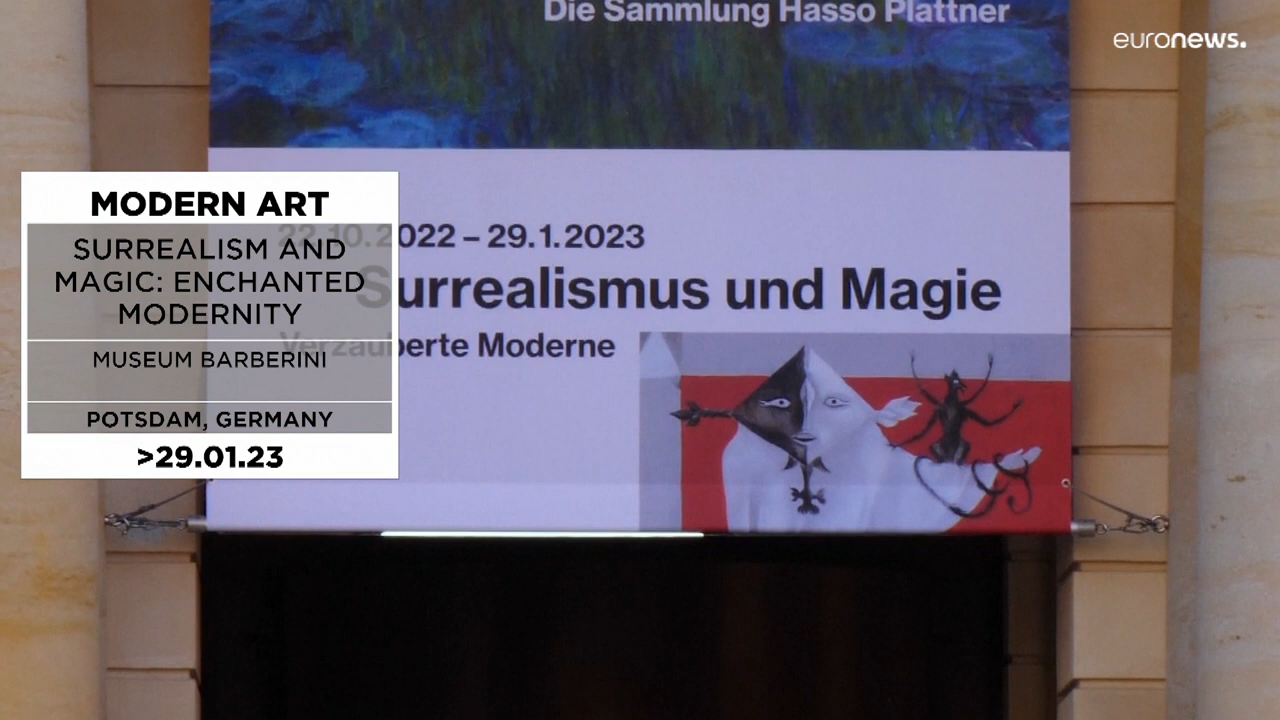 Die Sammlung Hasso Plattner
euronews.
MODERN ART
SURREALISM AND
MAGIC: ENCHANTED
MODERNITY
MUSEUM BARBERINI
POTSDAM, GERMANY
>29.01.23
22.10.2022 – 29.1.2023
Surrealismus und Magie
Verzauberte Moderne